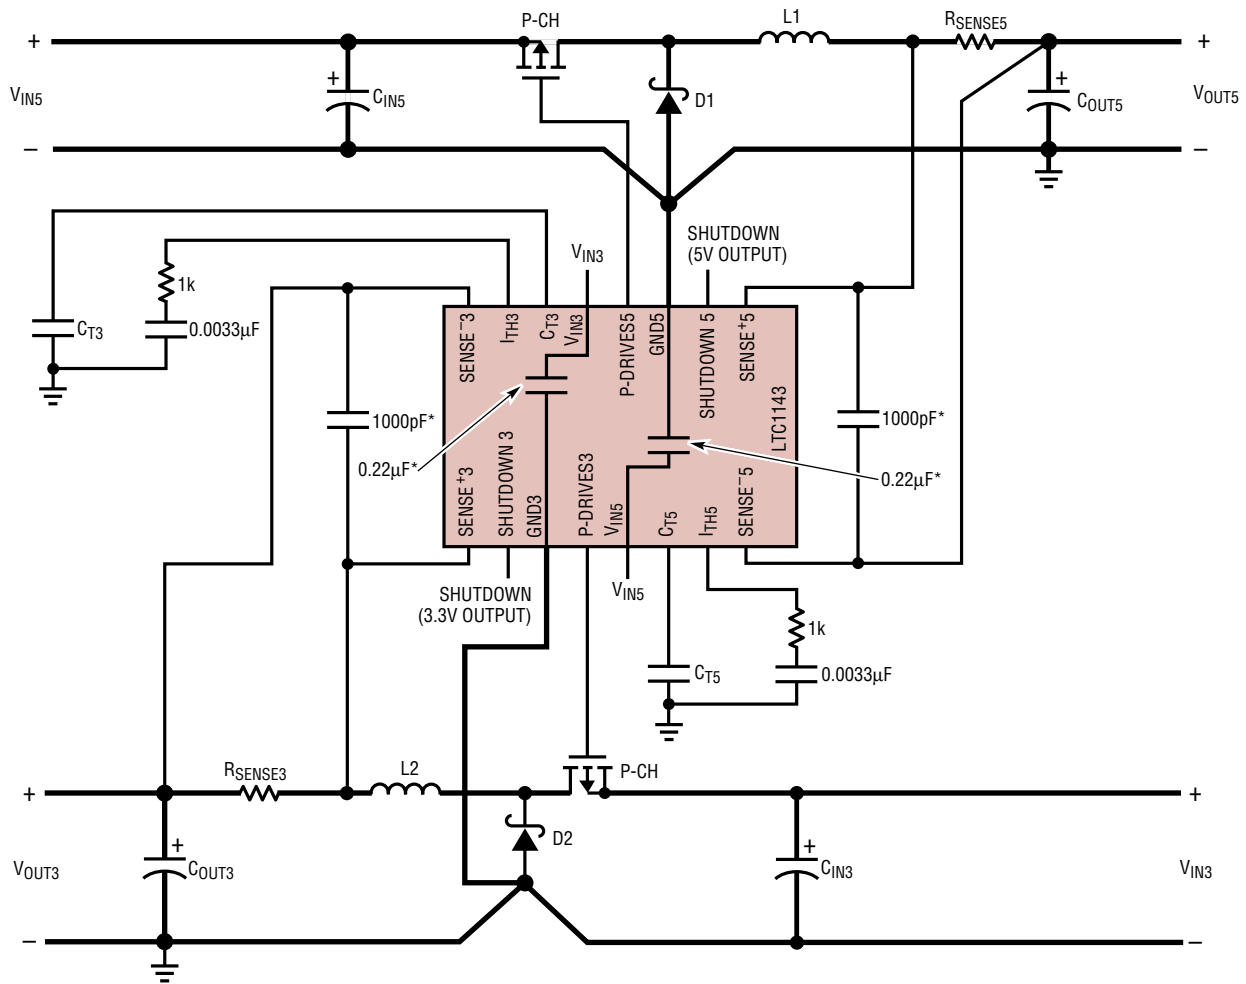 P-CH
L1
RSENSE5
+
+
VIN5
+
CIN5
D1
+
COUT5
VOUT5
–
–
SHUTDOWN
(5V OUTPUT)
VIN3
1k
CT3
0.0033µF
SENSE–3
ITH3
CT3
VIN3
P-DRIVES5
GND5
SHUTDOWN 5
SENSE+5
LTC1143
1000pF*
1000pF*
0.22µF*
0.22µF*
SENSE+3
SHUTDOWN 3
GND3
P-DRIVES3
VIN5
CT5
ITH5
SENSE–5
SHUTDOWN
(3.3V OUTPUT)
VIN5
1k
CT5
0.0033µF
RSENSE3
L2
P-CH
+
+
+
COUT3
VOUT3
D2
+
CIN3
VIN3
–
–